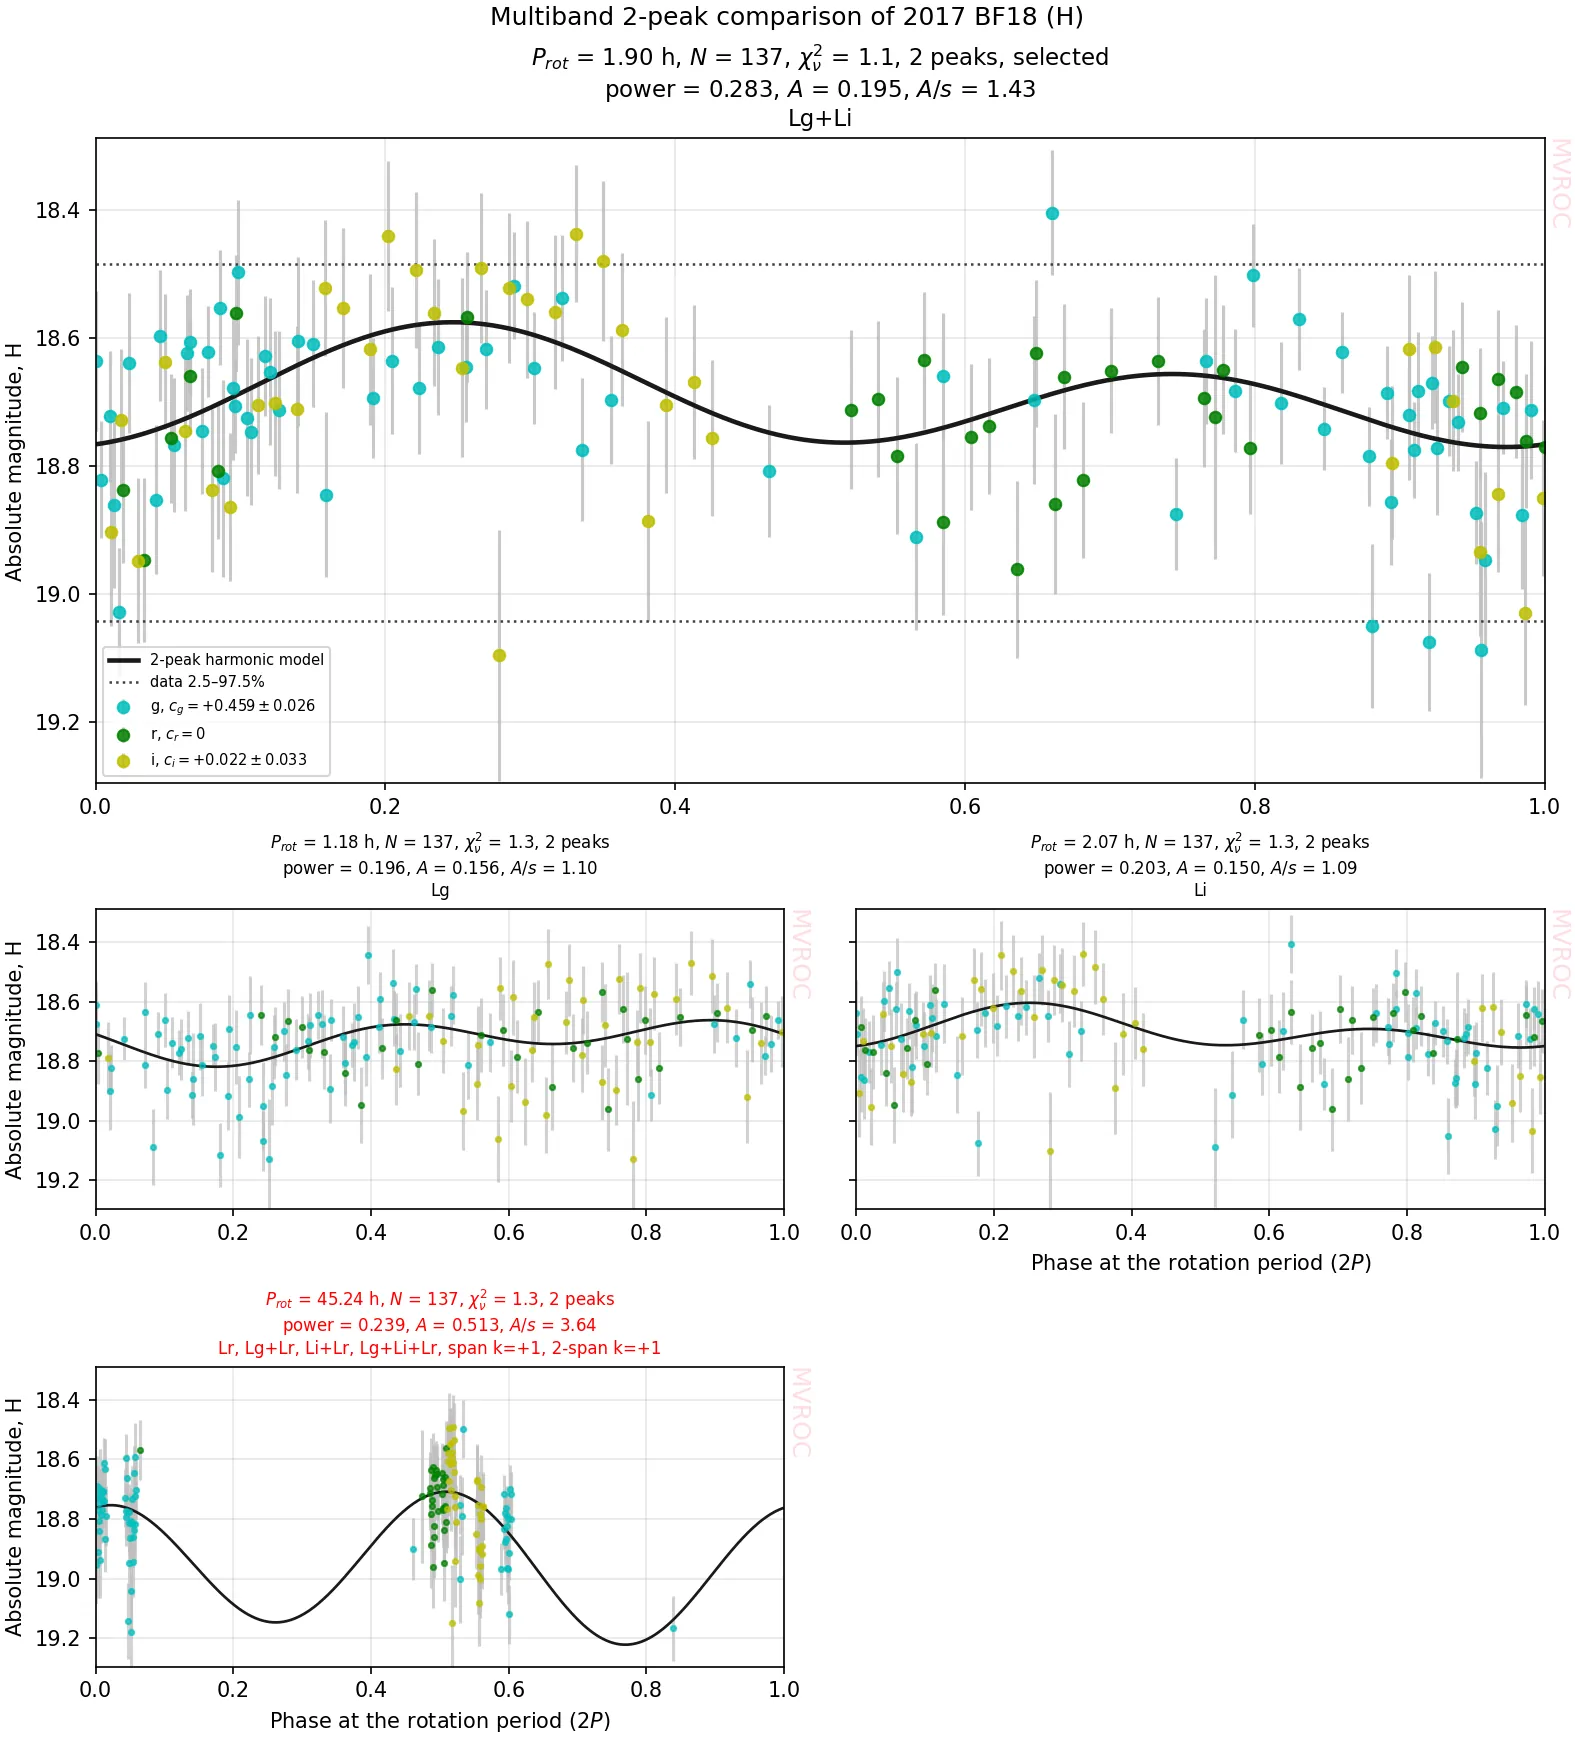 Multiband 2-peak comparison of 2017 BF18 (H)
P_rot = 1.90 h, N = 137, χ²_ν = 1.1, 2 peaks, selected
power = 0.283, A = 0.195, A/s = 1.43
Lg+Li
MVROC
Absolute magnitude, H
18.4
18.6
18.8
19.0
19.2
2-peak harmonic model
data 2.5–97.5%
g, c_g = +0.459 ± 0.026
r, c_r = 0
i, c_i = +0.022 ± 0.033
0.0 0.2 0.4 0.6 0.8 1.0
P_rot = 1.18 h, N = 137, χ²_ν = 1.3, 2 peaks
power = 0.196, A = 0.156, A/s = 1.10
Lg
MVROC
Absolute magnitude, H
18.4
18.6
18.8
19.0
19.2
0.0 0.2 0.4 0.6 0.8 1.0
P_rot = 2.07 h, N = 137, χ²_ν = 1.3, 2 peaks
power = 0.203, A = 0.150, A/s = 1.09
Li
MVROC
0.0 0.2 0.4 0.6 0.8 1.0
Phase at the rotation period (2P)
P_rot = 45.24 h, N = 137, χ²_ν = 1.3, 2 peaks
power = 0.239, A = 0.513, A/s = 3.64
Lr, Lg+Lr, Li+Lr, Lg+Li+Lr, span k=+1, 2-span k=+1
MVROC
Absolute magnitude, H
18.4
18.6
18.8
19.0
19.2
0.0 0.2 0.4 0.6 0.8 1.0
Phase at the rotation period (2P)